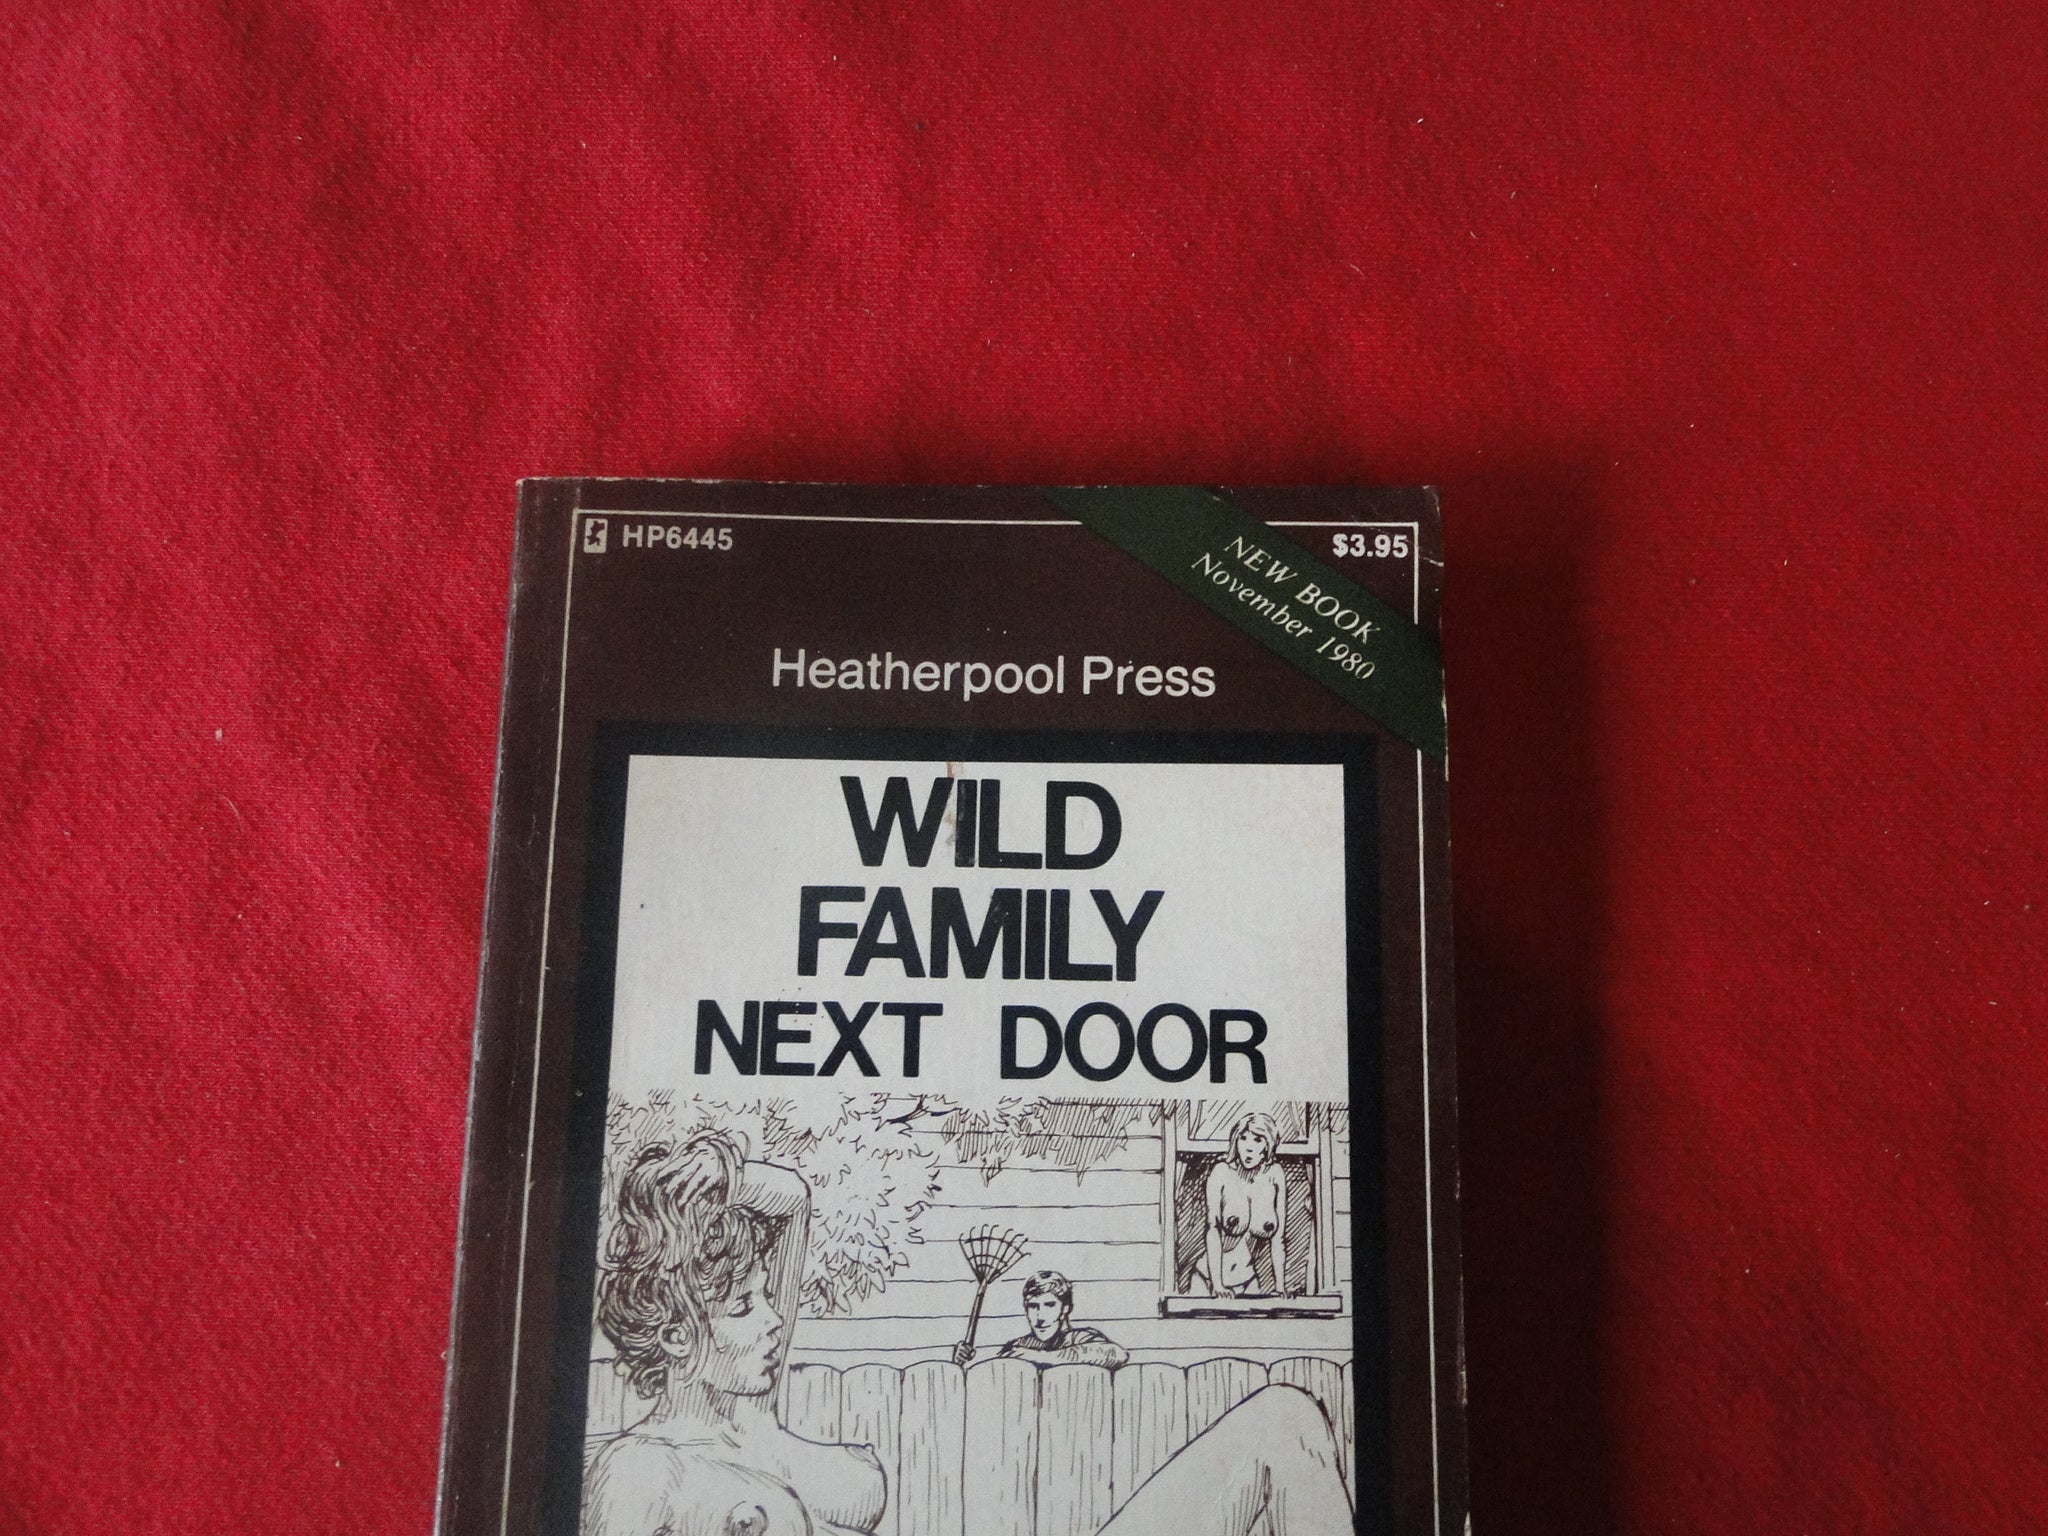 HP6445
$3.95
NEW BOOK
November 1980
Heatherpool Press
WILD
FAMILY
NEXT DOOR